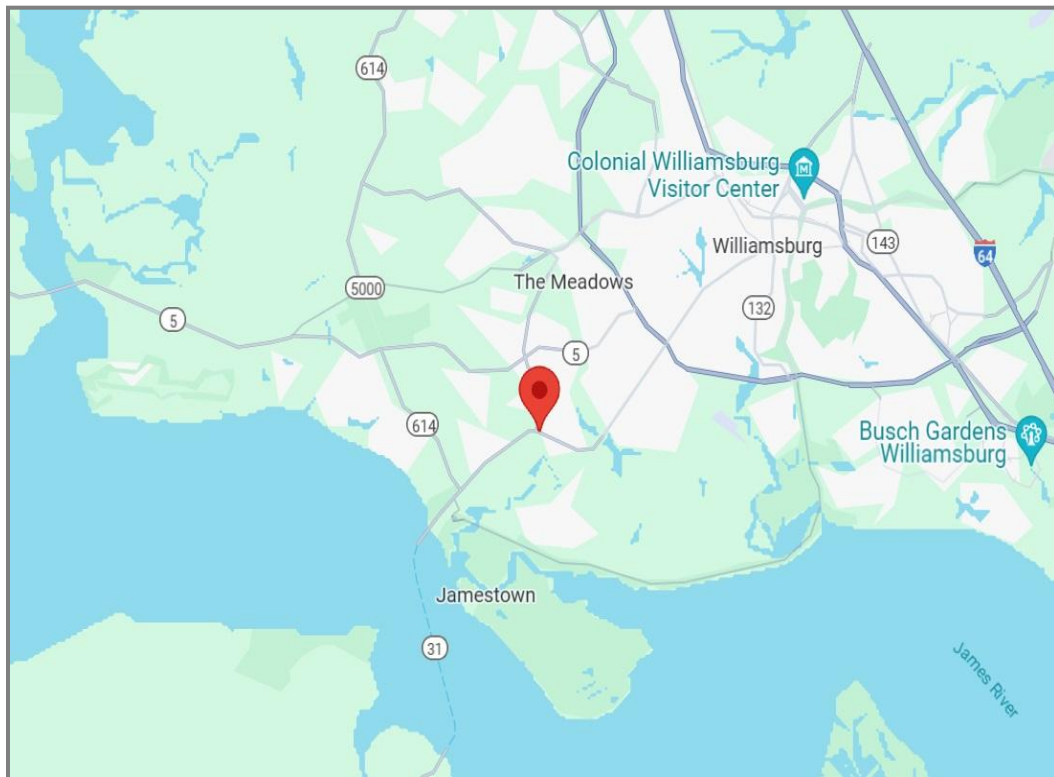 614
Colonial Williamsburg
Visitor Center
Williamsburg
143
64
The Meadows
5000
132
5
5
614
Busch Gardens
Williamsburg
Jamestown
31
James River